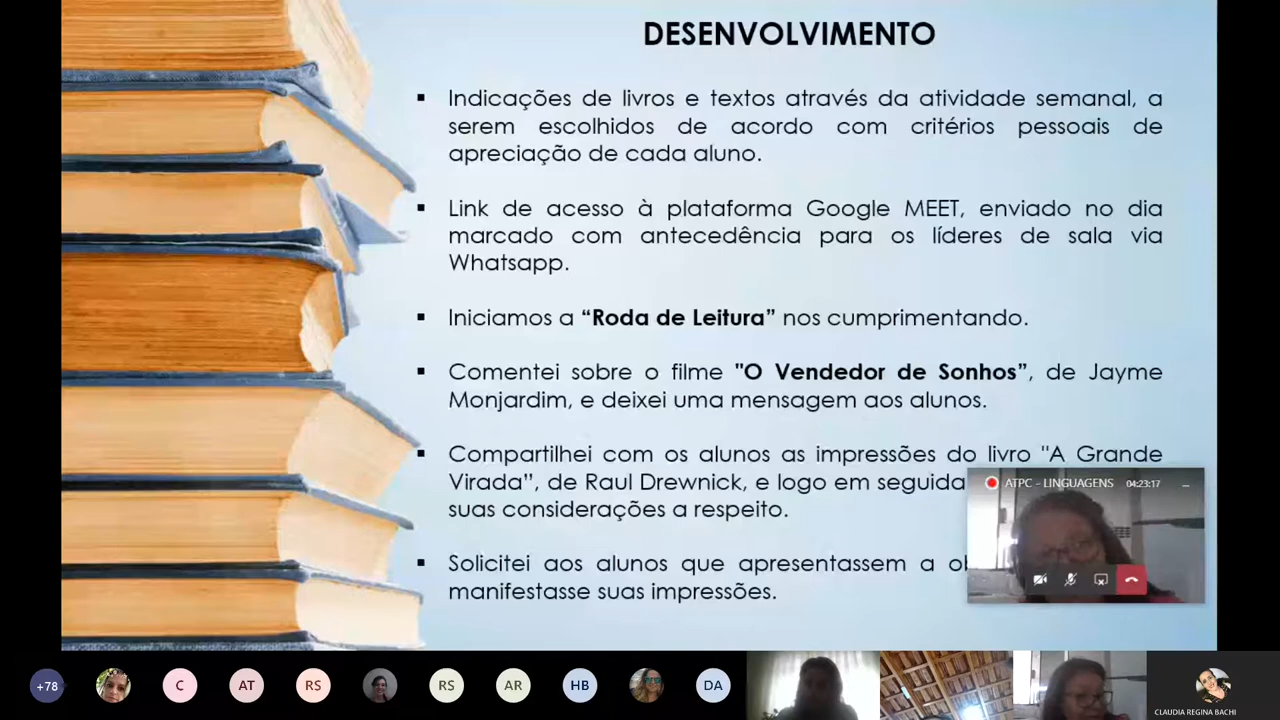 DESENVOLVIMENTO
▪ Indicações de livros e textos através da atividade semanal, a
serem escolhidos de acordo com critérios pessoais de
apreciação de cada aluno.
▪ Link de acesso à plataforma Google MEET, enviado no dia
marcado com antecedência para os líderes de sala via
Whatsapp.
▪ Iniciamos a “Roda de Leitura” nos cumprimentando.
▪ Comentei sobre o filme "O Vendedor de Sonhos”, de Jayme
Monjardim, e deixei uma mensagem aos alunos.
▪ Compartilhei com os alunos as impressões do livro "A Grande
Virada”, de Raul Drewnick, e logo em seguida
suas considerações a respeito.
▪ Solicitei aos alunos que apresentassem a
manifestasse suas impressões.
ATPC - LINGUAGENS 04:23:17
+78 C AT RS RS AR HB DA
CLAUDIA REGINA BACHI